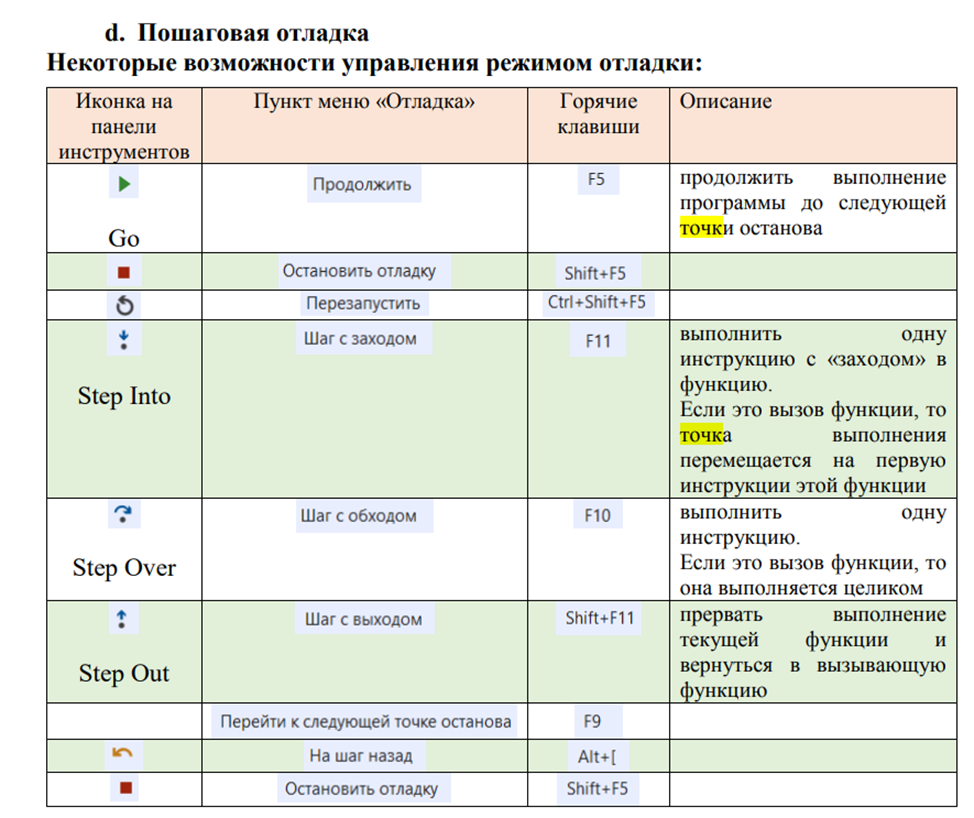 d. Пошаговая отладка
Некоторые возможности управления режимом отладки:
Иконка на
панели
инструментов
Пункт меню «Отладка»
Горячие
клавиши
Описание
Go
Продолжить
F5
продолжить выполнение
программы до следующей
точки останова
Остановить отладку
Shift+F5
Перезапустить
Ctrl+Shift+F5
Step Into
Шаг с заходом
F11
выполнить одну
инструкцию с «заходом» в
функцию.
Если это вызов функции, то
точка выполнения
перемещается на первую
инструкции этой функции
Step Over
Шаг с обходом
F10
выполнить одну
инструкцию.
Если это вызов функции, то
она выполняется целиком
Step Out
Шаг с выходом
Shift+F11
прервать выполнение
текущей функции и
вернуться в вызывающую
функцию
Перейти к следующей точке останова
F9
На шаг назад
Alt+[
Остановить отладку
Shift+F5